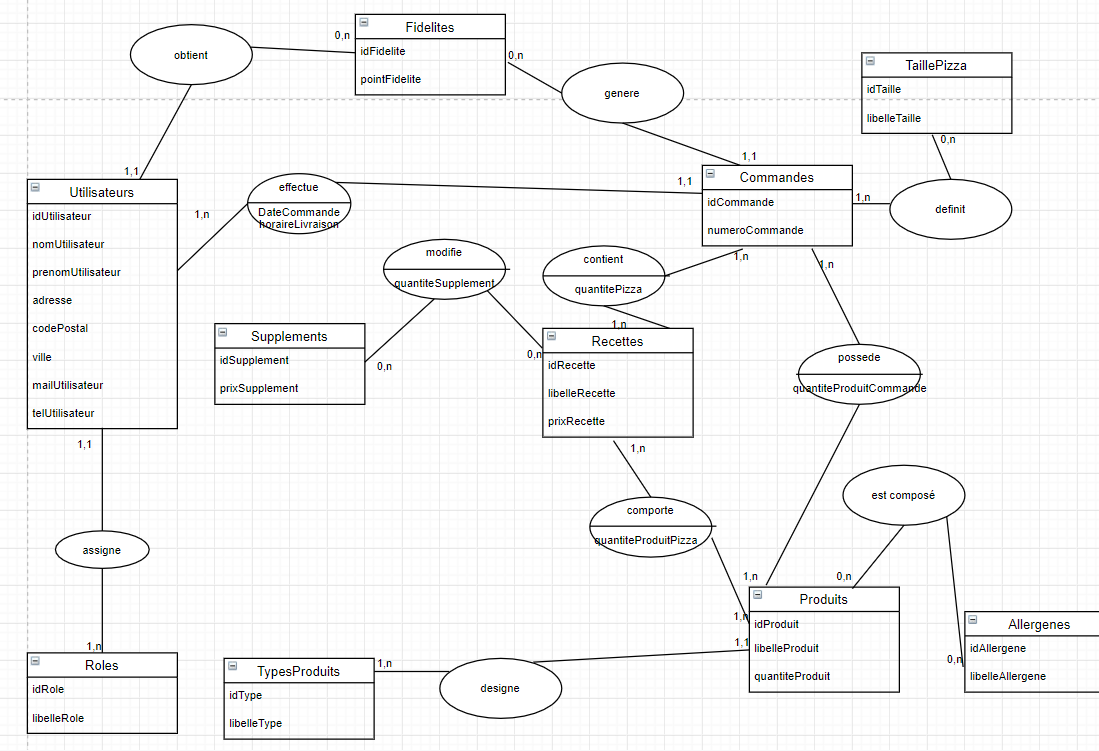 Fidelites
idFidelite
pointFidelite
obtient
0,n
0,n
1,1
genere
1,1
TaillePizza
idTaille
libelleTaille
0,n
definit
1,n
Utilisateurs
idUtilisateur
nomUtilisateur
prenomUtilisateur
adresse
codePostal
ville
mailUtilisateur
telUtilisateur
1,n
effectue
DateCommande
horaireLivraison
1,1
Commandes
idCommande
numeroCommande
1,n
1,n
modifie
quantiteSupplement
contient
quantitePizza
1,n
Supplements
idSupplement
prixSupplement
0,n
0,n
Recettes
idRecette
libelleRecette
prixRecette
possede
quantiteProduitCommande
1,1
1,n
comporte
quantiteProduitPizza
est composé
assigne
1,n
0,n
1,n
1,1
Produits
idProduit
libelleProduit
quantiteProduit
Allergenes
idAllergene
libelleAllergene
0,n
1,n
Roles
idRole
libelleRole
TypesProduits
idType
libelleType
1,n
designe